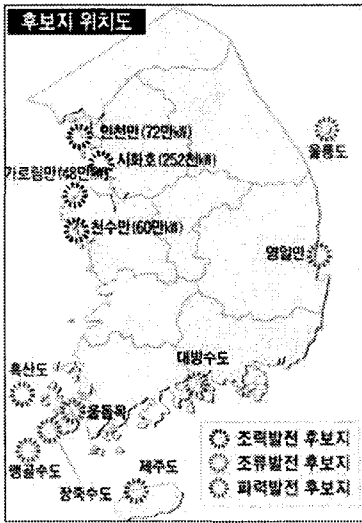 후보지 위치도
인천만(72만㎾)
시화호(252천㎾)
가로림만(48만㎾)
울릉도
천수만(60만㎾)
영일만
대방수도
흑산도
울돌목
맹골수도
제주도
장죽수도
조력발전 후보지
조류발전 후보지
파력발전 후보지